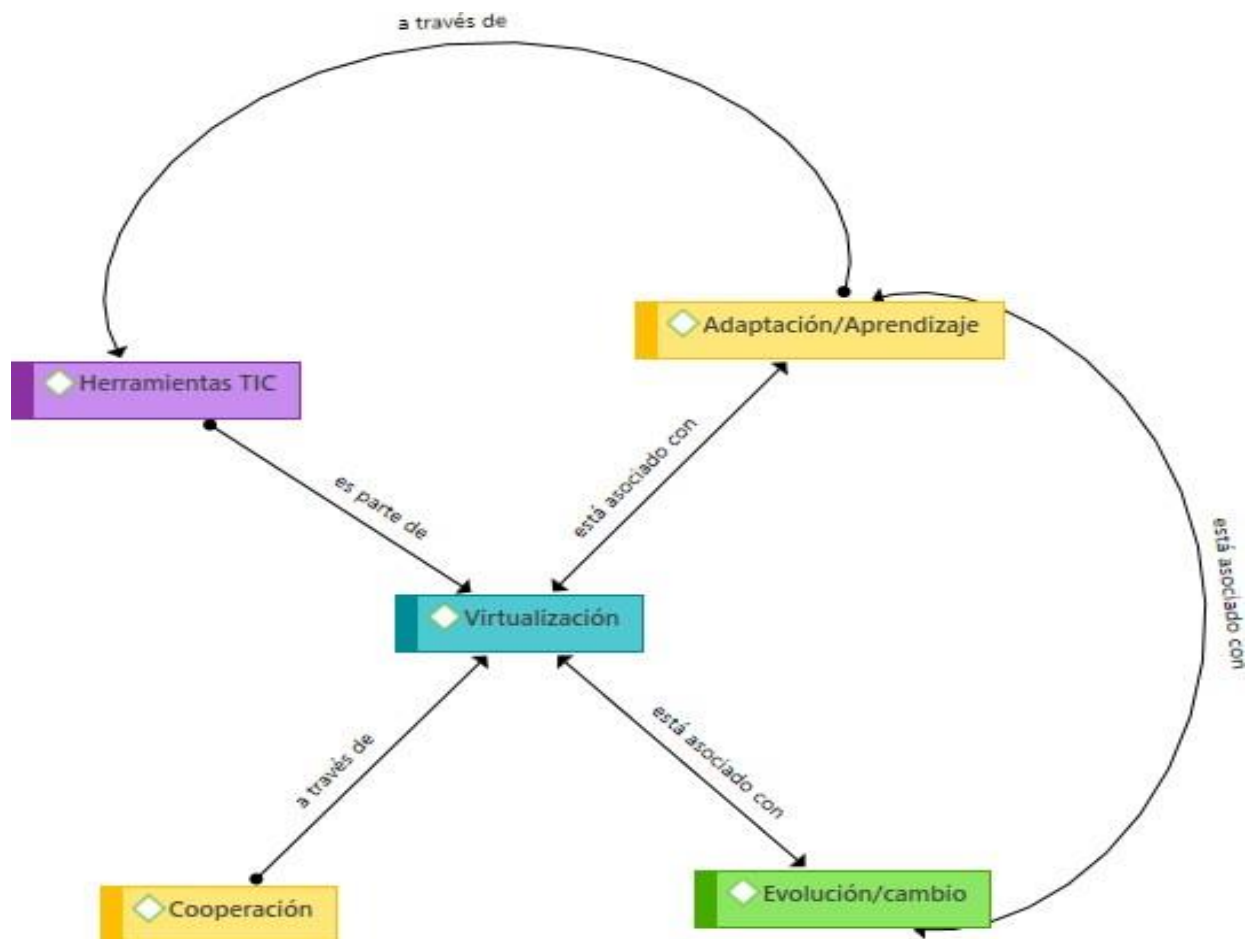 a través de
Adaptación/Aprendizaje
Herramientas TIC
es parte de
está asociado con
está asociado con
Virtualización
a través de
está asociado con
Evolución/cambio
Cooperación